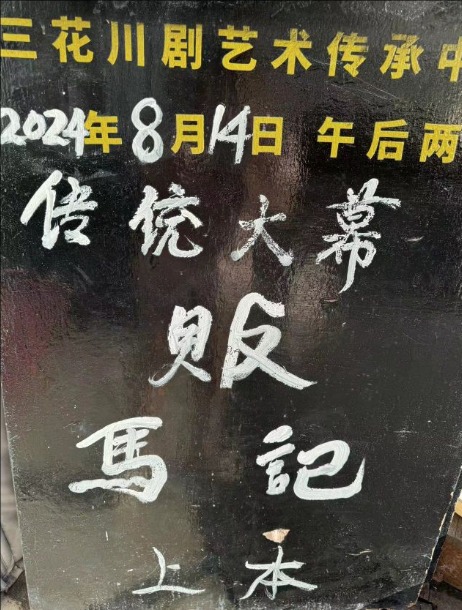 三花川剧艺术传承中
2024年8月14日 午后两
传统大幕
販
馬記
上本